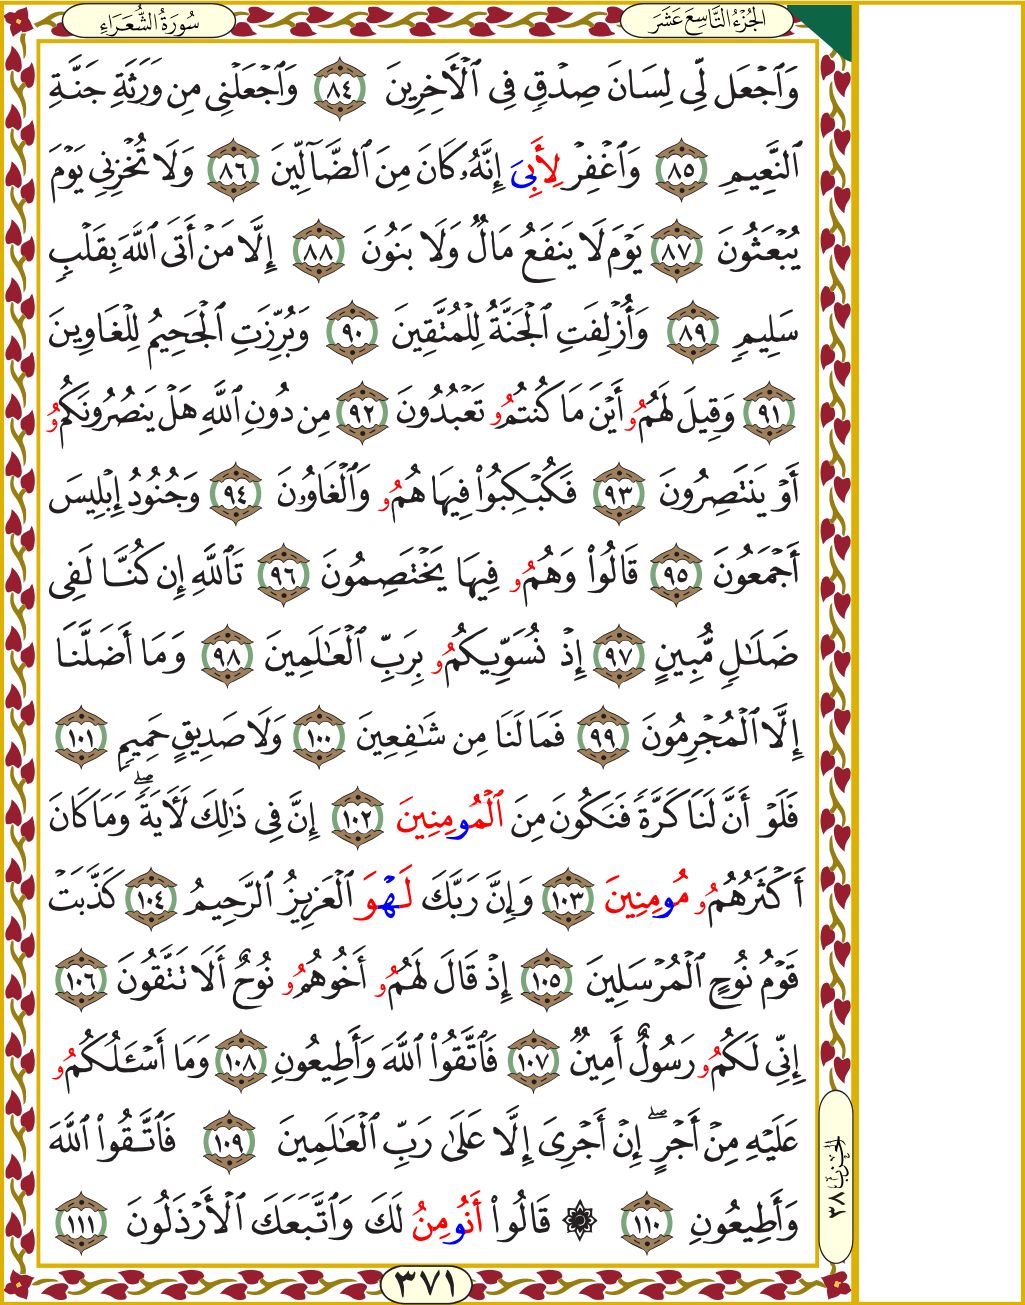 سُورَةُ الشُّعَرَاءِ
الجُزْءُ التَّاسِعَ عَشَرَ
وَٱجْعَل لِّي لِسَانَ صِدْقٍ فِي ٱلْأٓخِرِينَ ٨٤ وَٱجْعَلْنِي مِن وَرَثَةِ جَنَّةِ
ٱلنَّعِيمِ ٨٥ وَٱغْفِرْ لِأَبِيَ إِنَّهُۥ كَانَ مِنَ ٱلضَّآلِّينَ ٨٦ وَلَا تُخْزِنِي يَوْمَ
يُبْعَثُونَ ٨٧ يَوْمَ لَا يَنفَعُ مَالٌ وَلَا بَنُونَ ٨٨ إِلَّا مَنْ أَتَى ٱللَّهَ بِقَلْبٍ
سَلِيمٍ ٨٩ وَأُزْلِفَتِ ٱلْجَنَّةُ لِلْمُتَّقِينَ ٩٠ وَبُرِّزَتِ ٱلْجَحِيمُ لِلْغَاوِينَ
٩١ وَقِيلَ لَهُمُۥ أَيْنَ مَا كُنتُمُۥ تَعْبُدُونَ ٩٢ مِن دُونِ ٱللَّهِ هَلْ يَنصُرُونَكُمُۥ
أَوْ يَنتَصِرُونَ ٩٣ فَكُبْكِبُوا۟ فِيهَا هُمُۥ وَٱلْغَاوُۥنَ ٩٤ وَجُنُودُ إِبْلِيسَ
أَجْمَعُونَ ٩٥ قَالُوا۟ وَهُمُۥ فِيهَا يَخْتَصِمُونَ ٩٦ تَٱللَّهِ إِن كُنَّا لَفِي
ضَلَٰلٍ مُّبِينٍ ٩٧ إِذْ نُسَوِّيكُمُۥ بِرَبِّ ٱلْعَٰلَمِينَ ٩٨ وَمَا أَضَلَّنَا
إِلَّا ٱلْمُجْرِمُونَ ٩٩ فَمَا لَنَا مِن شَٰفِعِينَ ١٠٠ وَلَا صَدِيقٍ حَمِيمٍ ١٠١
فَلَوْ أَنَّ لَنَا كَرَّةً فَنَكُونَ مِنَ ٱلْمُومِنِينَ ١٠٢ إِنَّ فِي ذَٰلِكَ لَأٓيَةً ۖ وَمَا كَانَ
أَكْثَرُهُمُۥ مُومِنِينَ ١٠٣ وَإِنَّ رَبَّكَ لَهْوَ ٱلْعَزِيزُ ٱلرَّحِيمُ ١٠٤ كَذَّبَتْ
قَوْمُ نُوحٍ ٱلْمُرْسَلِينَ ١٠٥ إِذْ قَالَ لَهُمُۥ أَخُوهُمُۥ نُوحٌ أَلَا تَتَّقُونَ ١٠٦
إِنِّي لَكُمُۥ رَسُولٌ أَمِينٌ ١٠٧ فَٱتَّقُوا۟ ٱللَّهَ وَأَطِيعُونِ ١٠٨ وَمَا أَسْـَٔلُكُمُۥ
عَلَيْهِ مِنْ أَجْرٍ ۖ إِنْ أَجْرِيَ إِلَّا عَلَىٰ رَبِّ ٱلْعَٰلَمِينَ ١٠٩ فَٱتَّقُوا۟ ٱللَّهَ
وَأَطِيعُونِ ١١٠ ۞ قَالُوا۟ أَنُومِنُ لَكَ وَٱتَّبَعَكَ ٱلْأَرْذَلُونَ ١١١
الحزب ٣٨
٣٧١